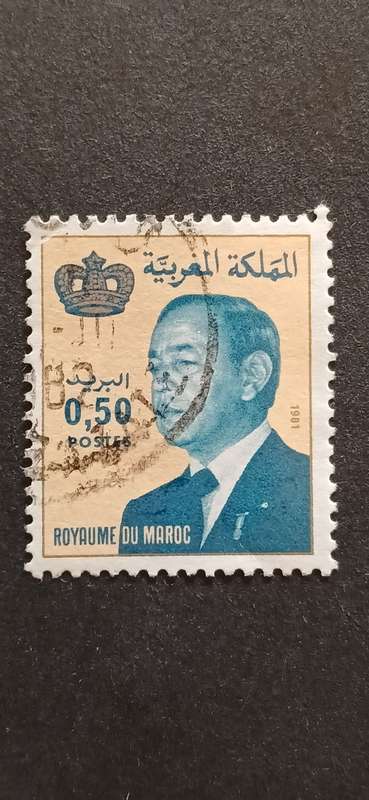 المملكة المغربية
البريد
0,50
POSTES
1981
ROYAUME DU MAROC